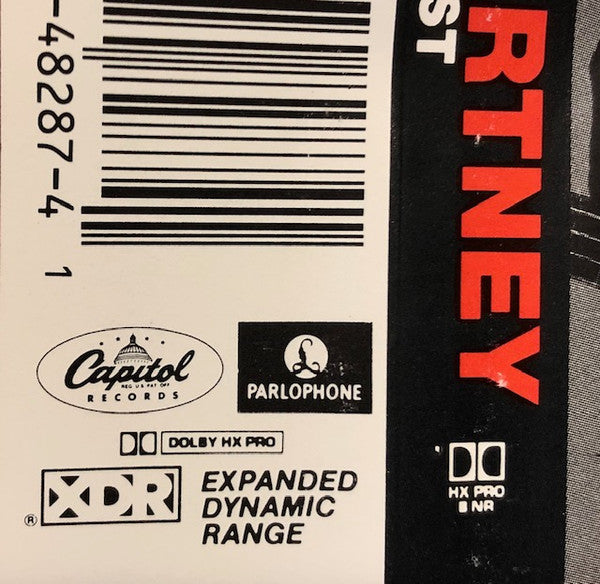 -48287-4 1
RTNEY
ST
Capitol
REG. U.S. PAT. OFF.
RECORDS
PARLOPHONE
DOLBY HX PRO
XDR
®
EXPANDED
DYNAMIC
RANGE
HX PRO
B NR